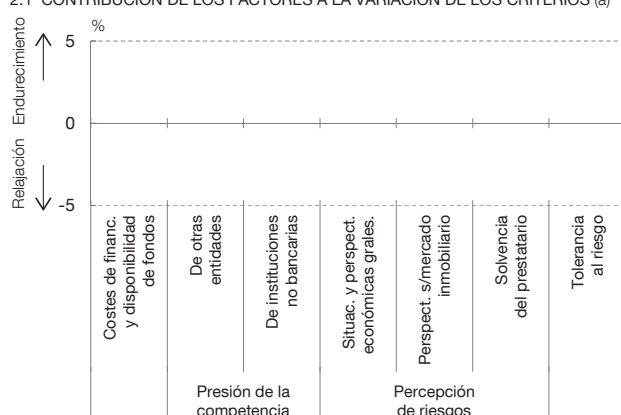 2.1 CONTRIBUCIÓN DE LOS FACTORES A LA VARIACIÓN DE LOS CRITERIOS (a)
%
Endurecimiento
Relajación
5
0
-5
Costes de financ.
y disponibilidad
de fondos
De otras
entidades
De instituciones
no bancarias
Situac. y perspect.
económicas grales.
Perspect. s/mercado
inmobiliario
Solvencia
del prestatario
Tolerancia
al riesgo
Presión de la
competencia
Percepción
de riesgos